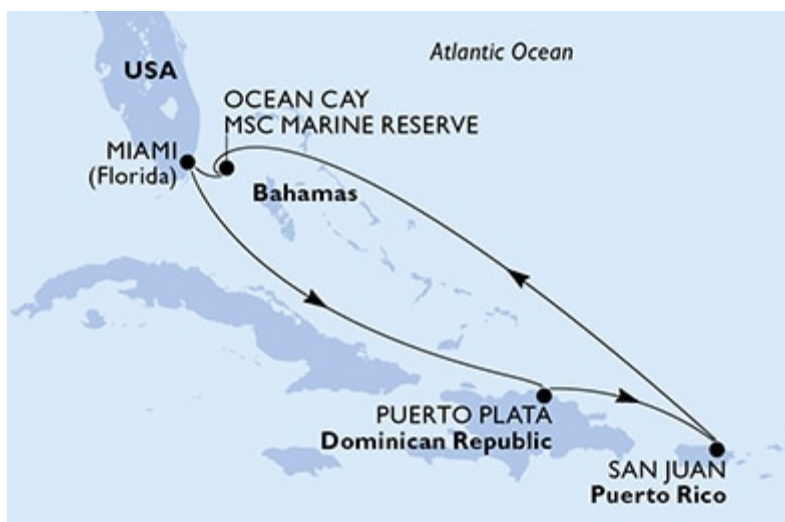 Atlantic Ocean
USA
OCEAN CAY
MSC MARINE RESERVE
MIAMI
(Florida)
Bahamas
PUERTO PLATA
Dominican Republic
SAN JUAN
Puerto Rico